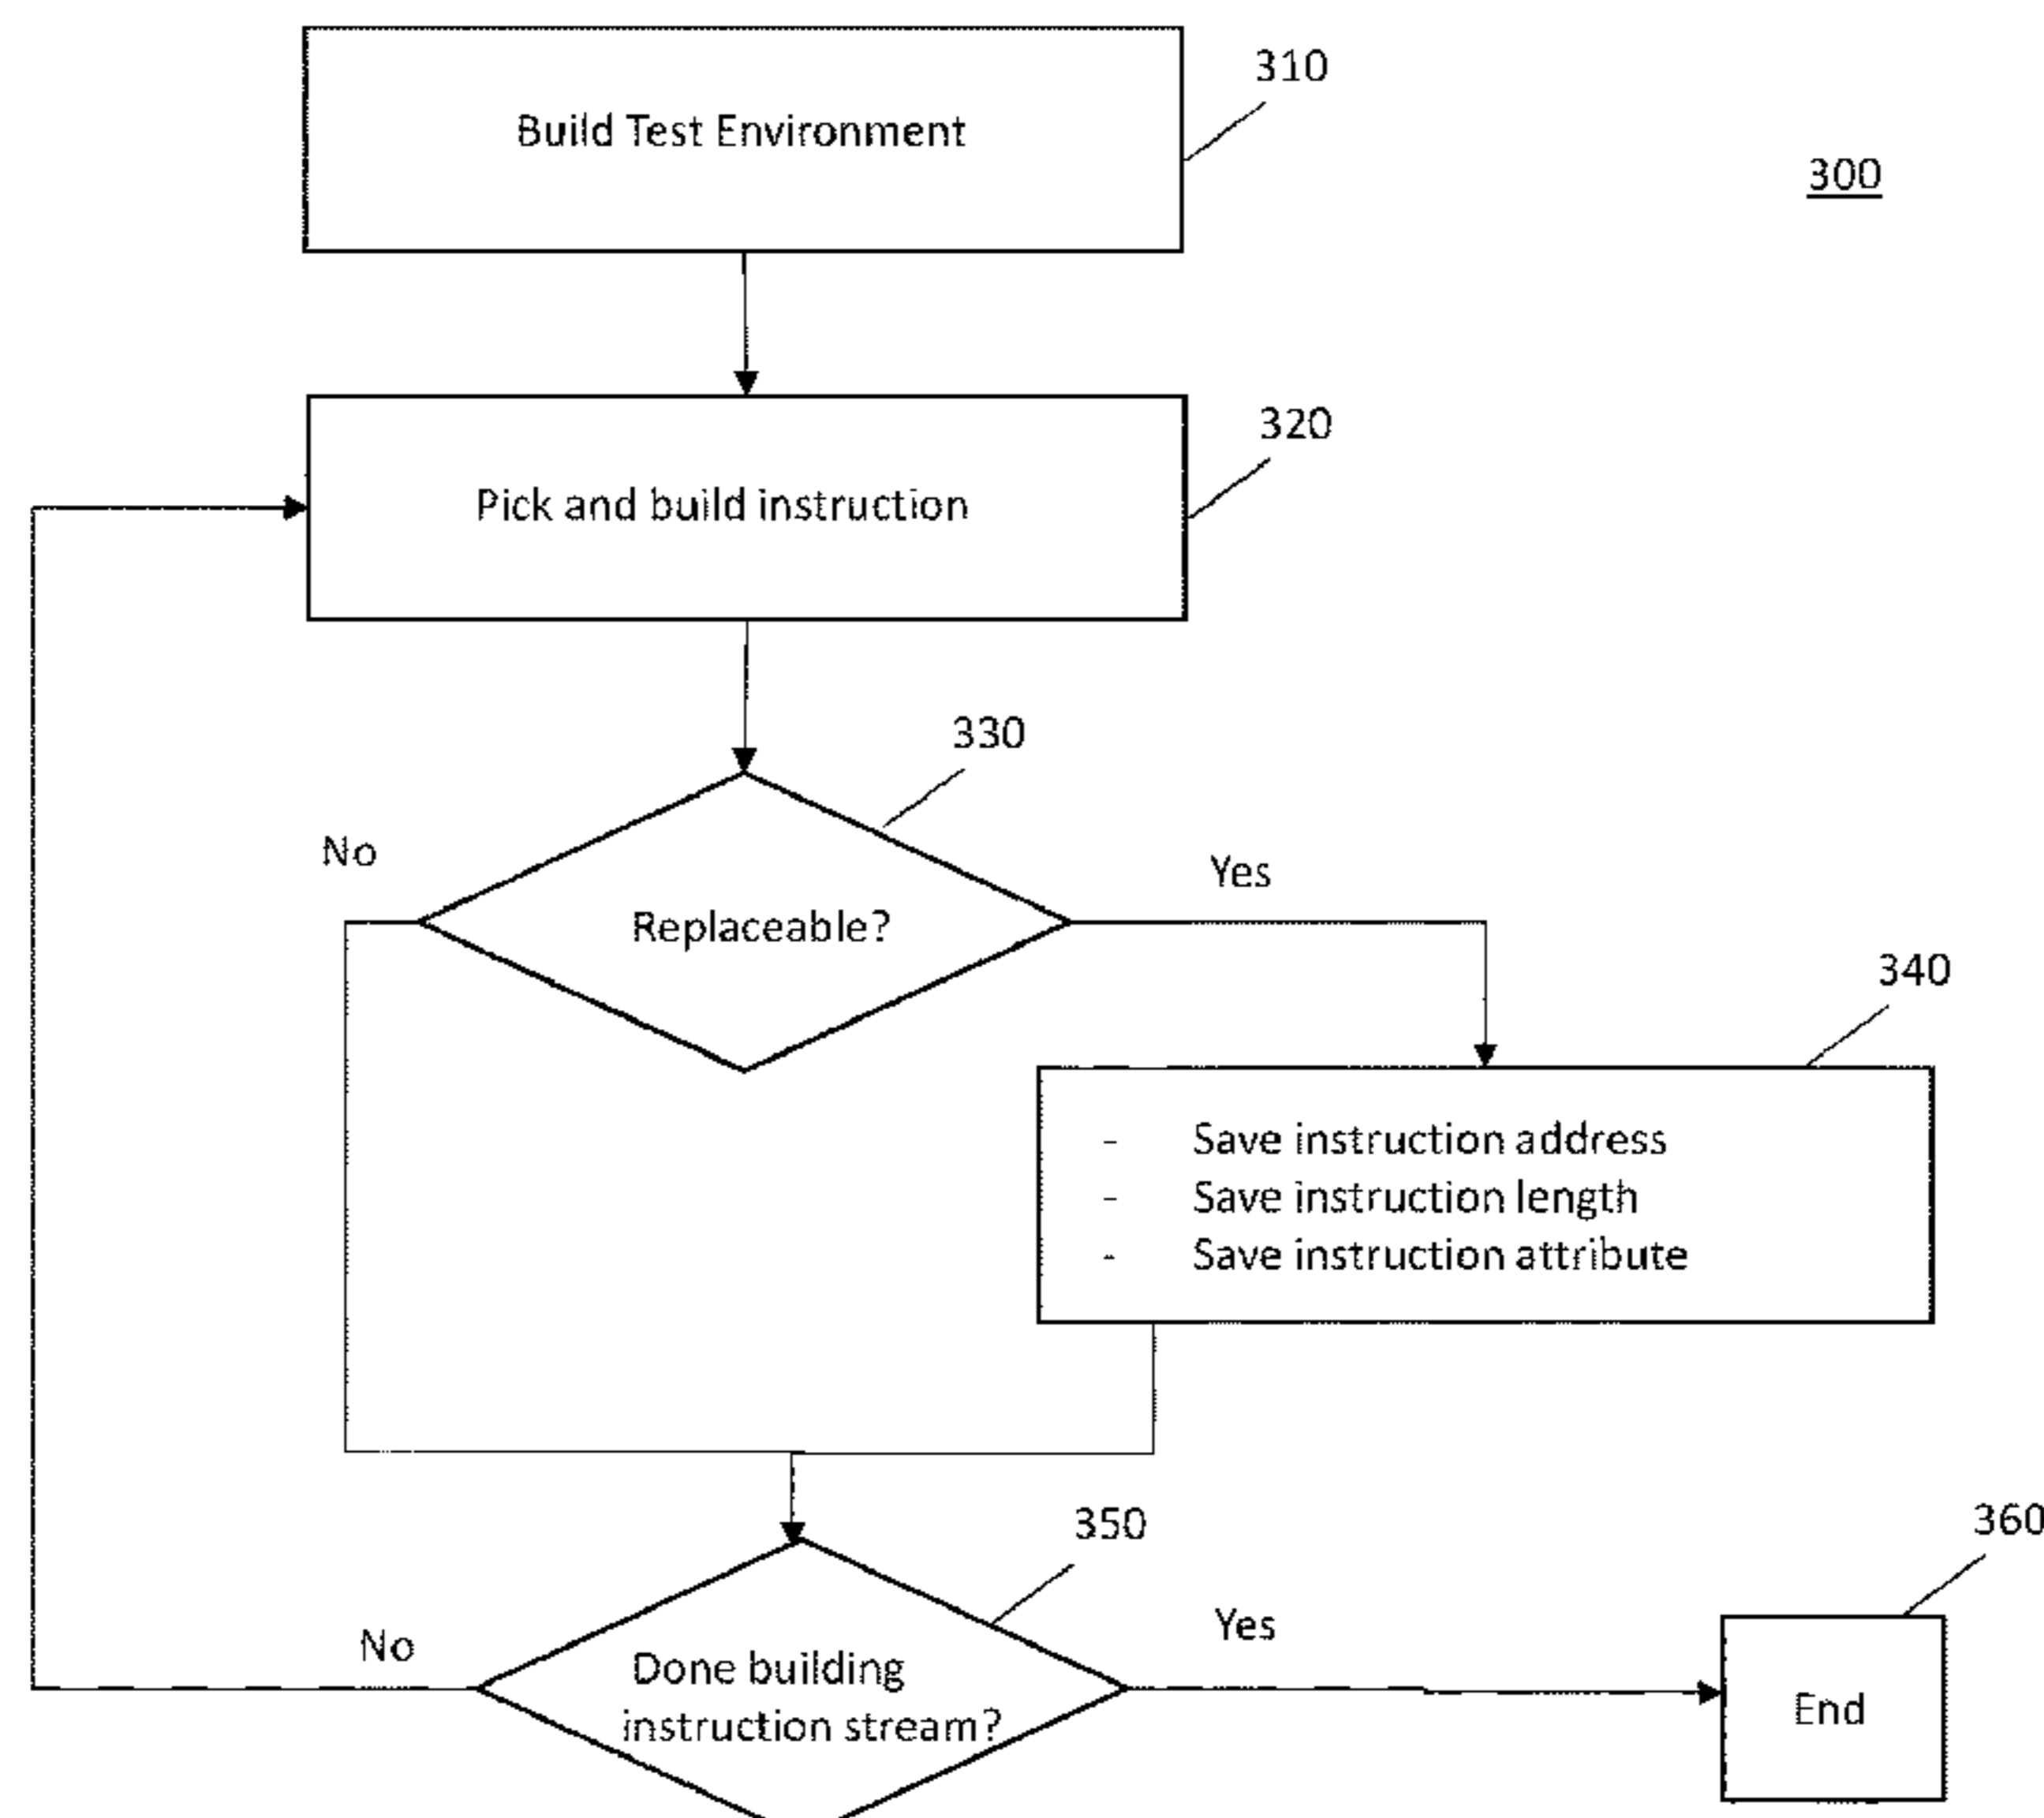 310
Build Test Environment
300
320
Pick and build instruction
330
No
Yes
Replaceable?
340
- Save instruction address
- Save instruction length
- Save instruction attribute
350
360
No
Yes
Done building
instruction stream?
End